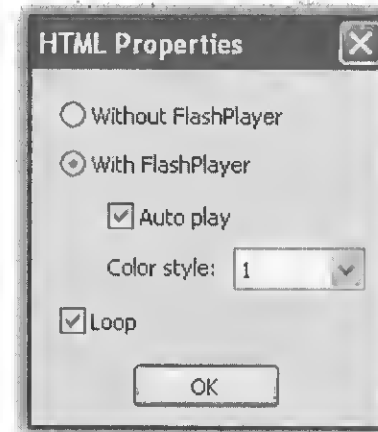 HTML Properties
Without FlashPlayer
With FlashPlayer
Auto play
Color style: 1
Loop
OK